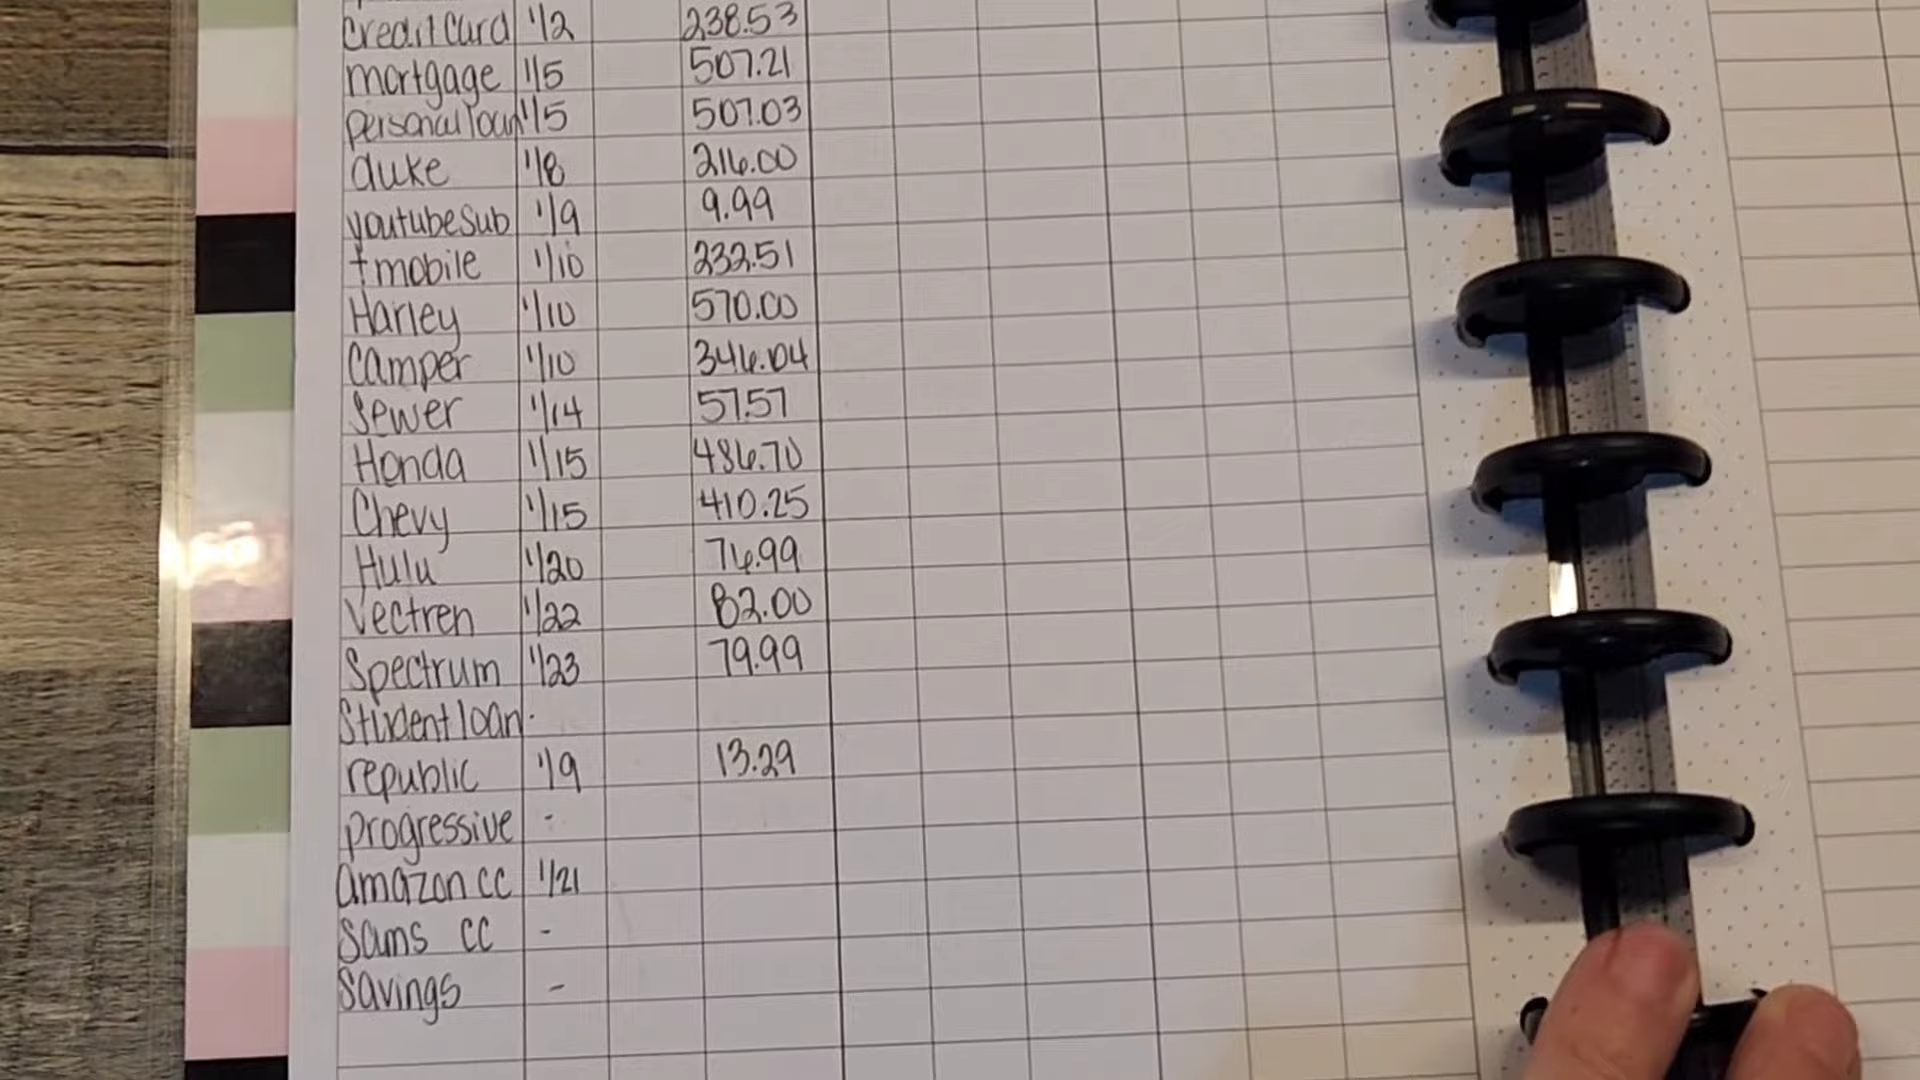 Credit Card 1/2 238.53
mortgage 1/5 507.21
personal loan 1/5 507.03
duke 1/8 216.00
youtube sub 1/9 9.99
tmobile 1/10 232.51
Harley 1/10 570.00
Camper 1/10 346.04
Sewer 1/14 57.57
Honda 1/15 486.70
Chevy 1/15 410.25
Hulu 1/20 76.99
Vectren 1/22 82.00
Spectrum 1/23 79.99
Student loan -
republic 1/9 13.29
progressive -
amazon cc 1/21
Sams cc -
Savings -